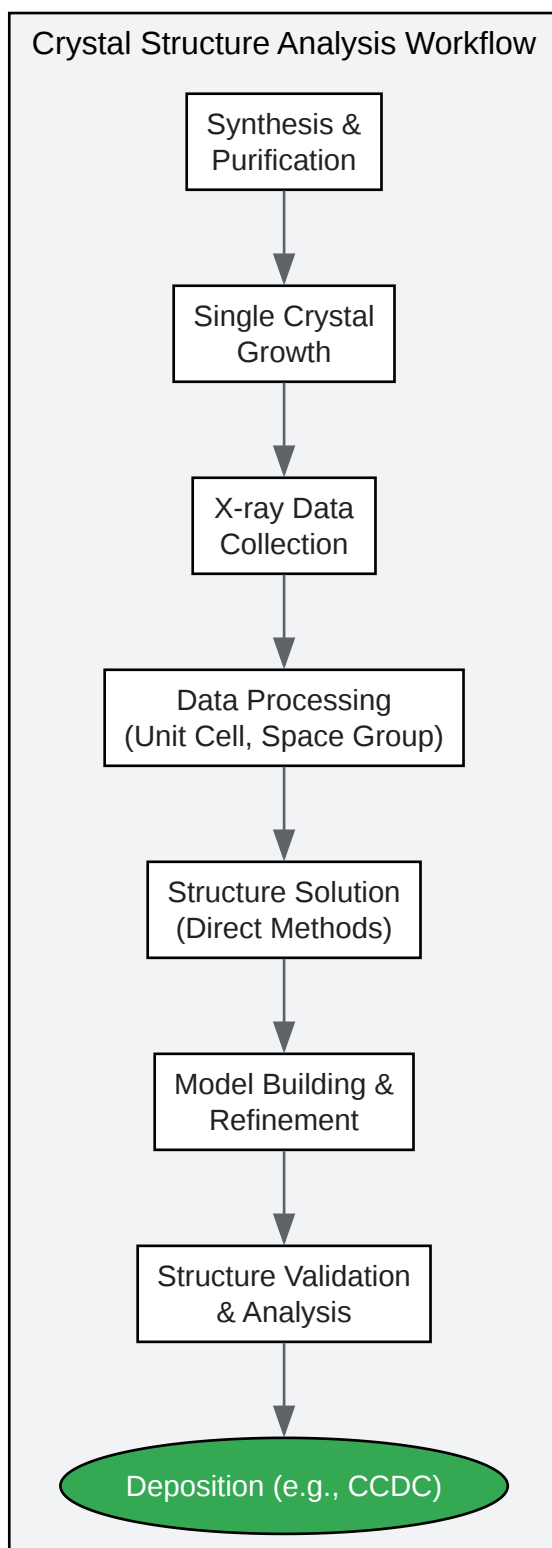 Crystal Structure Analysis Workflow
Synthesis &
Purification
Single Crystal
Growth
X-ray Data
Collection
Data Processing
(Unit Cell, Space Group)
Structure Solution
(Direct Methods)
Model Building &
Refinement
Structure Validation
& Analysis
Deposition (e.g., CCDC)